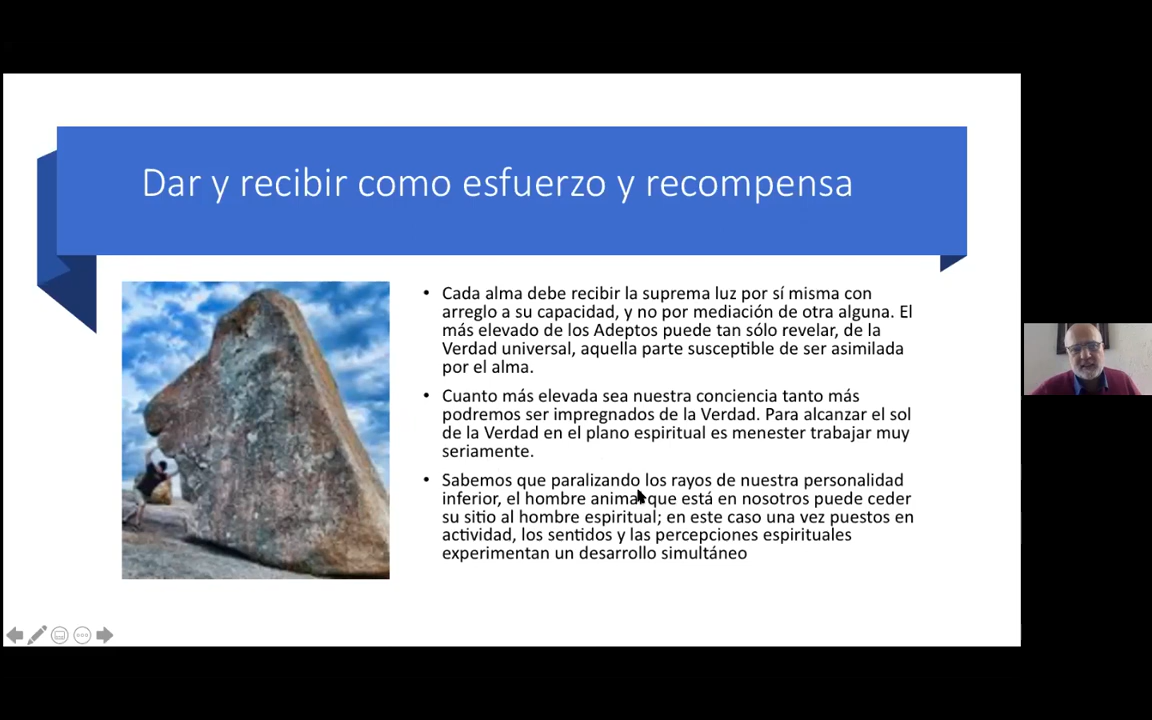 Dar y recibir como esfuerzo y recompensa
• Cada alma debe recibir la suprema luz por sí misma con
arreglo a su capacidad, y no por mediación de otra alguna. El
más elevado de los Adeptos puede tan sólo revelar, de la
Verdad universal, aquella parte susceptible de ser asimilada
por el alma.
• Cuanto más elevada sea nuestra conciencia tanto más
podremos ser impregnados de la Verdad. Para alcanzar el sol
de la Verdad en el plano espiritual es menester trabajar muy
seriamente.
• Sabemos que paralizando los rayos de nuestra personalidad
inferior, el hombre animal que está en nosotros puede ceder
su sitio al hombre espiritual; en este caso una vez puestos en
actividad, los sentidos y las percepciones espirituales
experimentan un desarrollo simultáneo